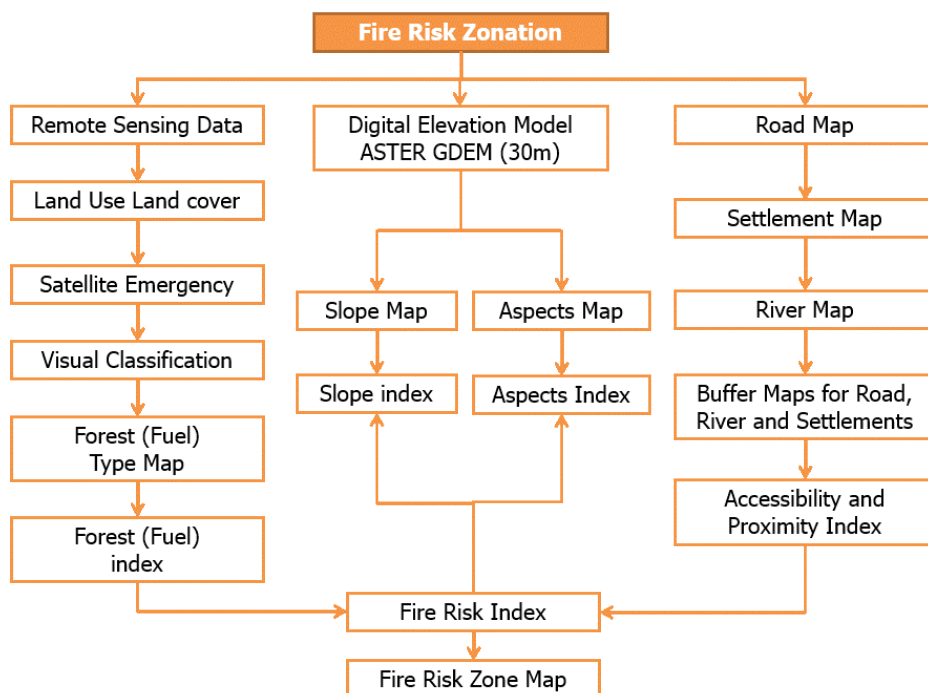 Fire Risk Zonation
Remote Sensing Data
Land Use Land cover
Satellite Emergency
Visual Classification
Forest (Fuel)
Type Map
Forest (Fuel)
index
Digital Elevation Model
ASTER GDEM (30m)
Slope Map
Slope index
Aspects Map
Aspects Index
Road Map
Settlement Map
River Map
Buffer Maps for Road,
River and Settlements
Accessibility and
Proximity Index
Fire Risk Index
Fire Risk Zone Map